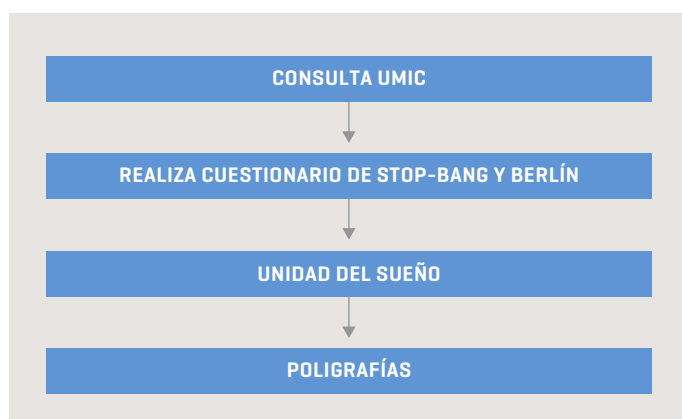 CONSULTA UMIC
REALIZA CUESTIONARIO DE STOP-BANG Y BERLÍN
UNIDAD DEL SUEÑO
POLIGRAFÍAS